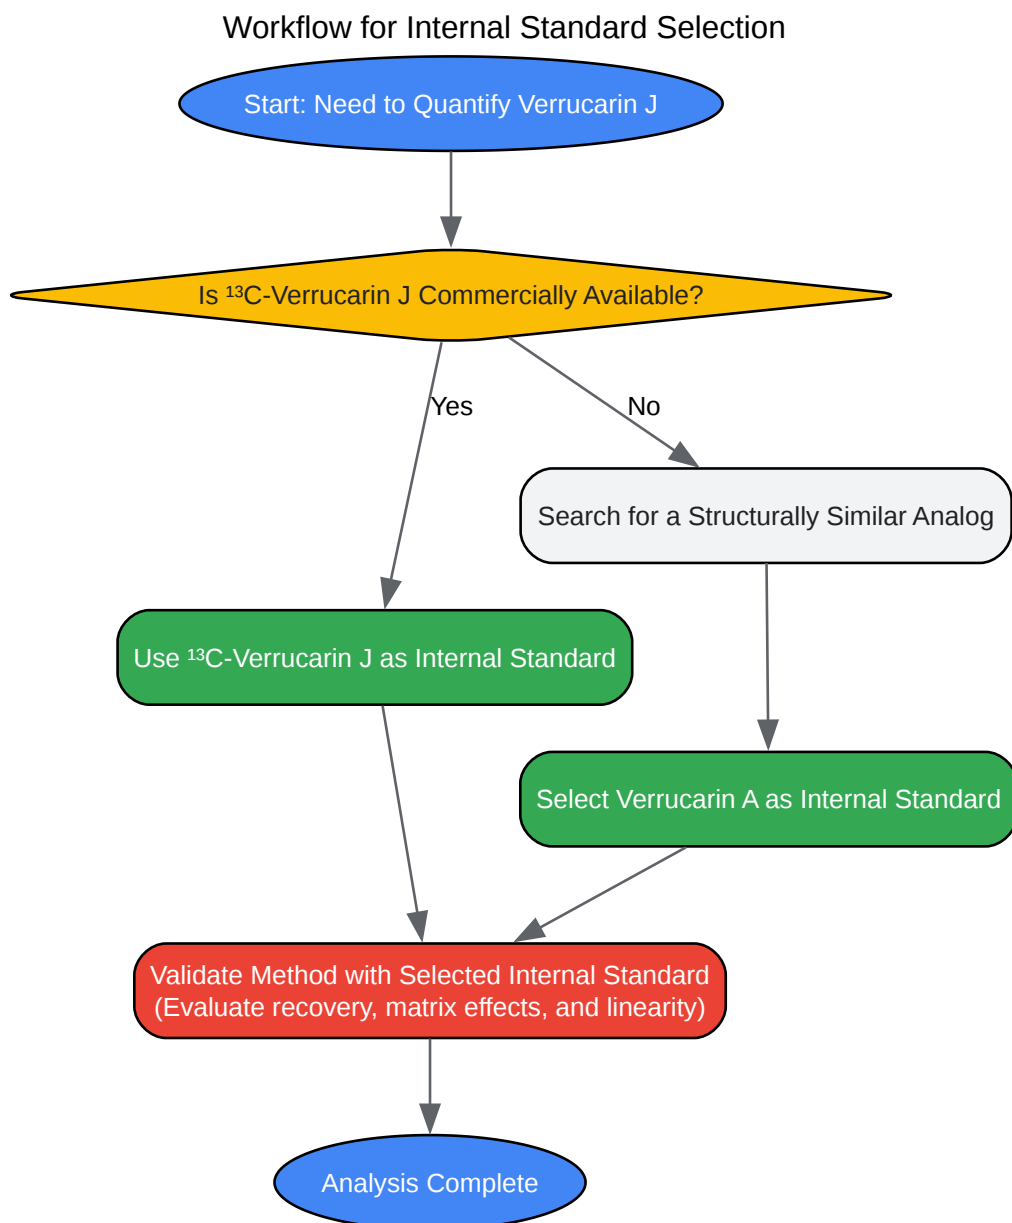 Workflow for Internal Standard Selection
Start: Need to Quantify Verrucarin J
Is ¹³C-Verrucarin J Commercially Available?
Yes
No
Search for a Structurally Similar Analog
Use ¹³C-Verrucarin J as Internal Standard
Select Verrucarin A as Internal Standard
Validate Method with Selected Internal Standard
(Evaluate recovery, matrix effects, and linearity)
Analysis Complete